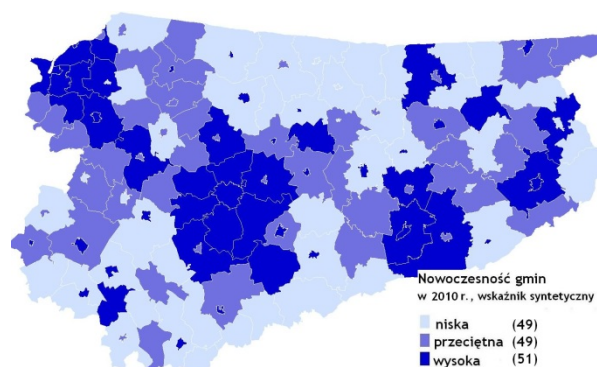 Nowoczesność gmin
w 2010 r., wskaźnik syntetyczny
niska (49)
przeciętna (49)
wysoka (51)